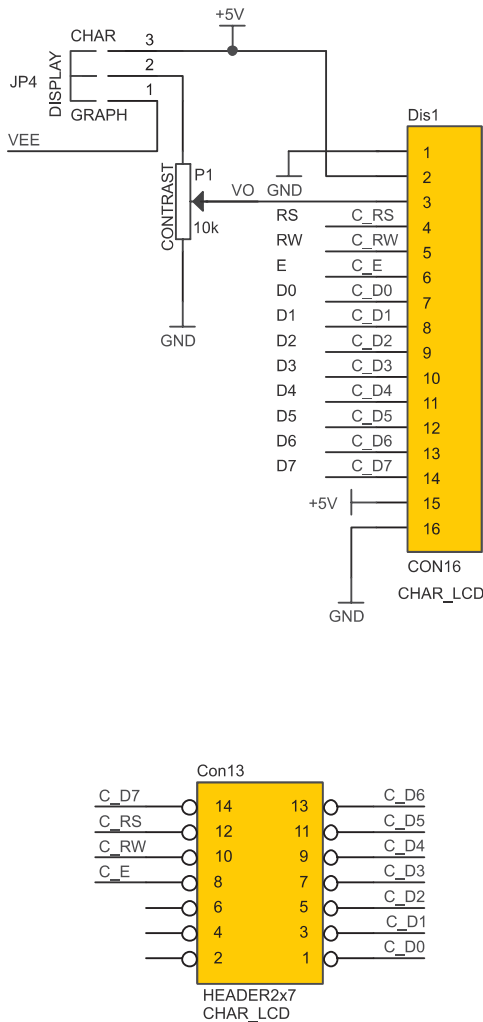 +5V
CHAR
3
2
JP4
DISPLAY
1
GRAPH
VEE
Dis1
CONTRAST
P1
VO
10k
GND
GND
1
2
3
RS C_RS 4
RW C_RW 5
E C_E 6
D0 C_D0 7
D1 C_D1 8
D2 C_D2 9
D3 C_D3 10
D4 C_D4 11
D5 C_D5 12
D6 C_D6 13
D7 C_D7 14
+5V 15
16
GND
CON16
CHAR_LCD
Con13
C_D7 14 13 C_D6
C_RS 12 11 C_D5
C_RW 10 9 C_D4
C_E 8 7 C_D3
6 5 C_D2
4 3 C_D1
2 1 C_D0
HEADER2x7
CHAR_LCD